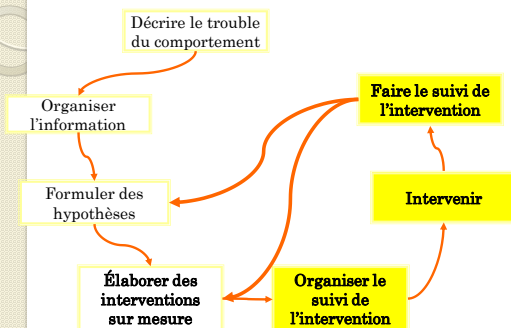 Décrire le trouble
du comportement
Organiser
l'information
Formuler des
hypothèses
Élaborer des
interventions
sur mesure
Organiser le
suivi de
l'intervention
Intervenir
Faire le suivi de
l'intervention